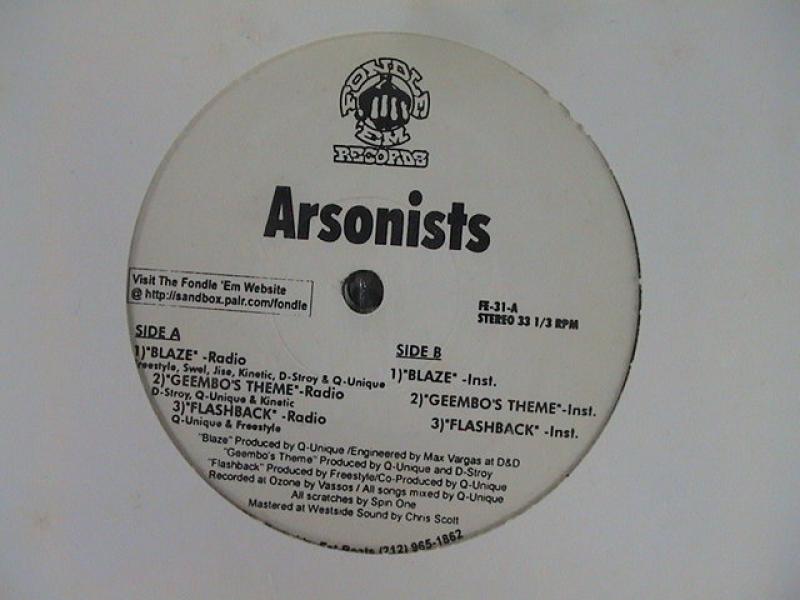 FONDLE
'EM
RECORDS
Arsonists
Visit The Fondle 'Em Website
@ http://sandbox.palr.com/fondle
FE-31-A
STEREO 33 1/3 RPM
SIDE A
1)"BLAZE" -Radio
Freestyle, Swel, Jise, Kinetic, D-Stroy & Q-Unique
2)"GEEMBO'S THEME"-Radio
D-Stroy, Q-Unique & Kinetic
3)"FLASHBACK" -Radio
Q-Unique & Freestyle
SIDE B
1)"BLAZE" -Inst.
2)"GEEMBO'S THEME"-Inst.
3)"FLASHBACK" -Inst.
"Blaze" Produced by Q-Unique /Engineered by Max Vargas at D&D
"Geembo's Theme" Produced by Q-Unique and D-Stroy
"Flashback" Produced by Freestyle/Co-Produced by Q-Unique
Recorded at Ozone by Vassos / All songs mixed by Q-Unique
All scratches by Spin One
Mastered at Westside Sound by Chris Scott
Fat Beats (212) 965-1862